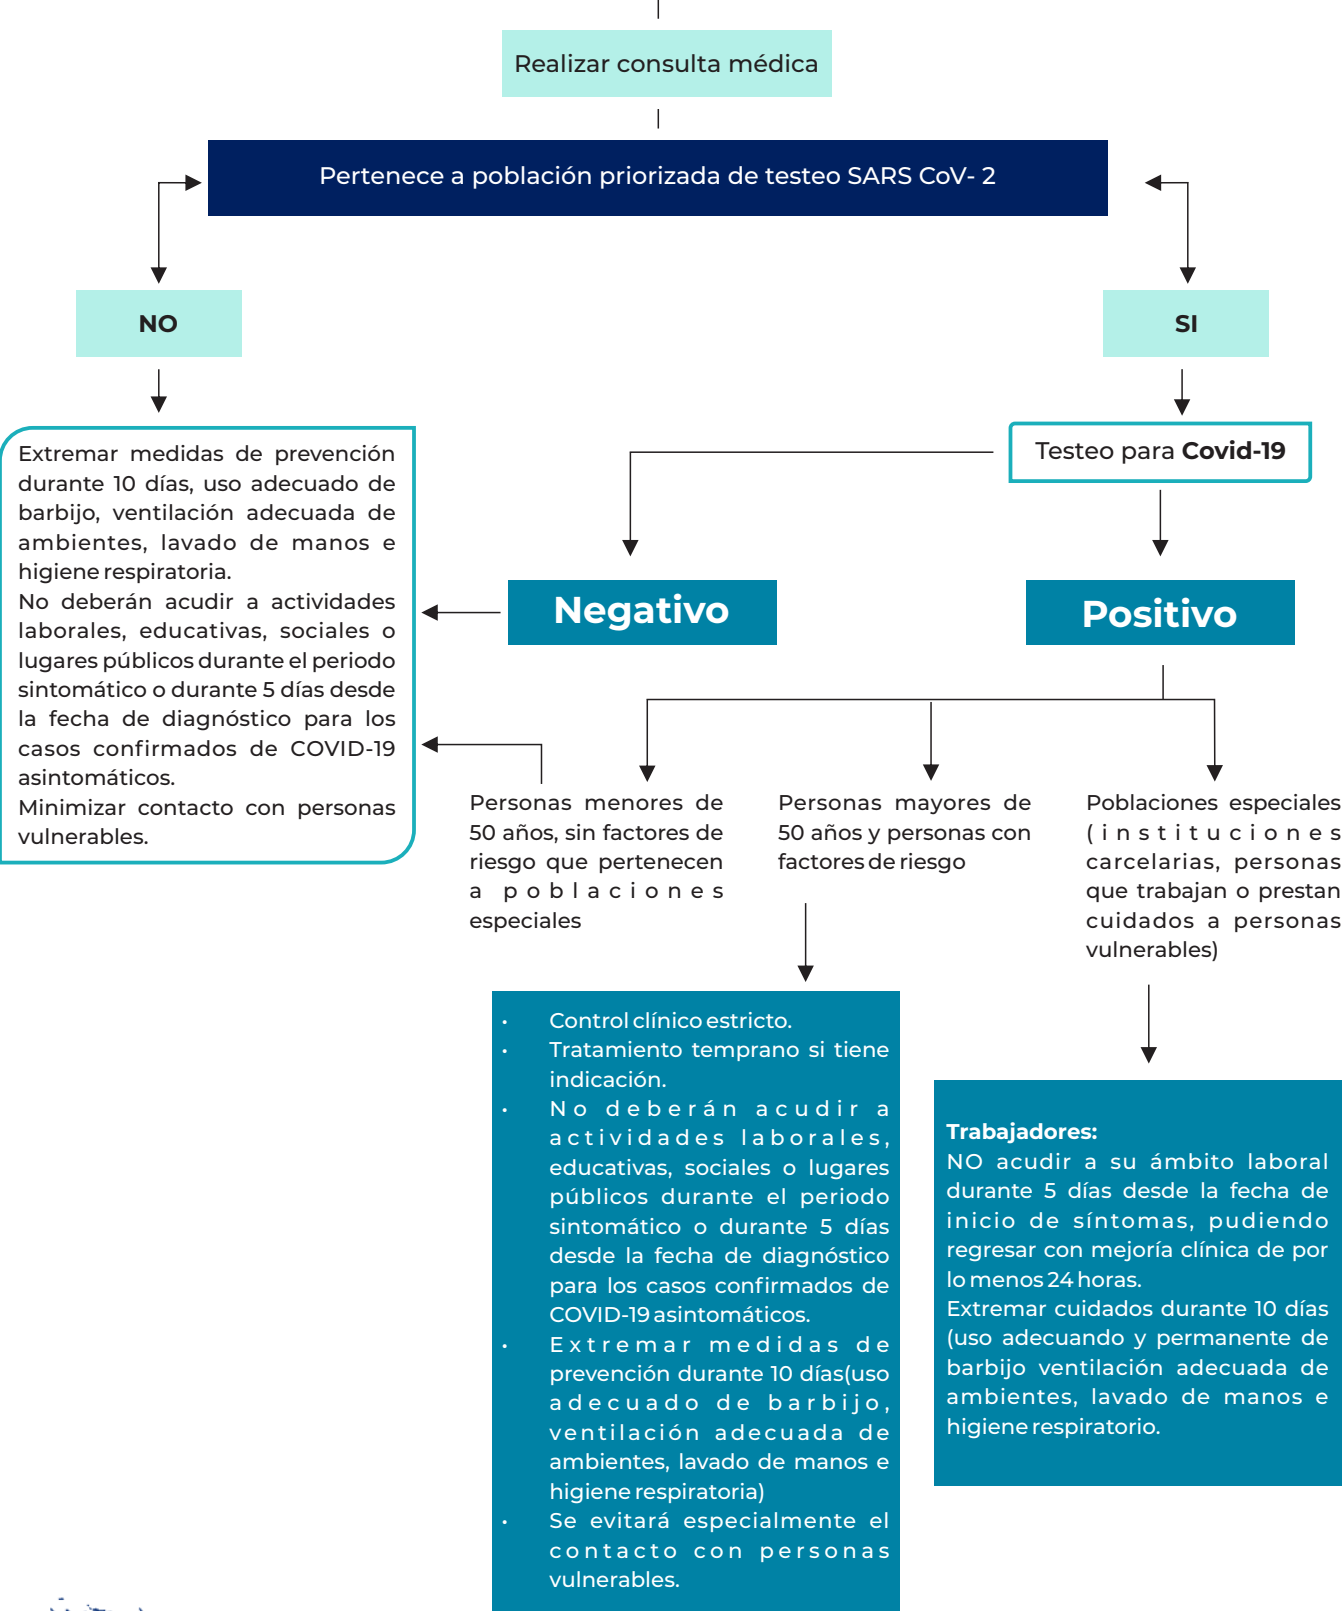 Realizar consulta médica
Pertenece a población priorizada de testeo SARS CoV- 2
NO
SI
Extremar medidas de prevención
durante 10 días, uso adecuado de
barbijo, ventilación adecuada de
ambientes, lavado de manos e
higiene respiratoria.
No deberán acudir a actividades
laborales, educativas, sociales o
lugares públicos durante el periodo
sintomático o durante 5 días desde
la fecha de diagnóstico para los
casos confirmados de COVID-19
asintomáticos.
Minimizar contacto con personas
vulnerables.
Testeo para Covid-19
Negativo
Positivo
Personas menores de
50 años, sin factores de
riesgo que pertenecen
a poblaciones
especiales
Personas mayores de
50 años y personas con
factores de riesgo
Poblaciones especiales
(instituciones
carcelarias, personas
que trabajan o prestan
cuidados a personas
vulnerables)
• Control clínico estricto.
• Tratamiento temprano si tiene
indicación.
• No deberán acudir a
actividades laborales,
educativas, sociales o lugares
públicos durante el periodo
sintomático o durante 5 días
desde la fecha de diagnóstico
para los casos confirmados de
COVID-19 asintomáticos.
• Extremar medidas de
prevención durante 10 días(uso
adecuado de barbijo,
ventilación adecuada de
ambientes, lavado de manos e
higiene respiratoria)
• Se evitará especialmente el
contacto con personas
vulnerables.
Trabajadores:
NO acudir a su ámbito laboral
durante 5 días desde la fecha de
inicio de síntomas, pudiendo
regresar con mejoría clínica de por
lo menos 24 horas.
Extremar cuidados durante 10 días
(uso adecuando y permanente de
barbijo ventilación adecuada de
ambientes, lavado de manos e
higiene respiratorio.